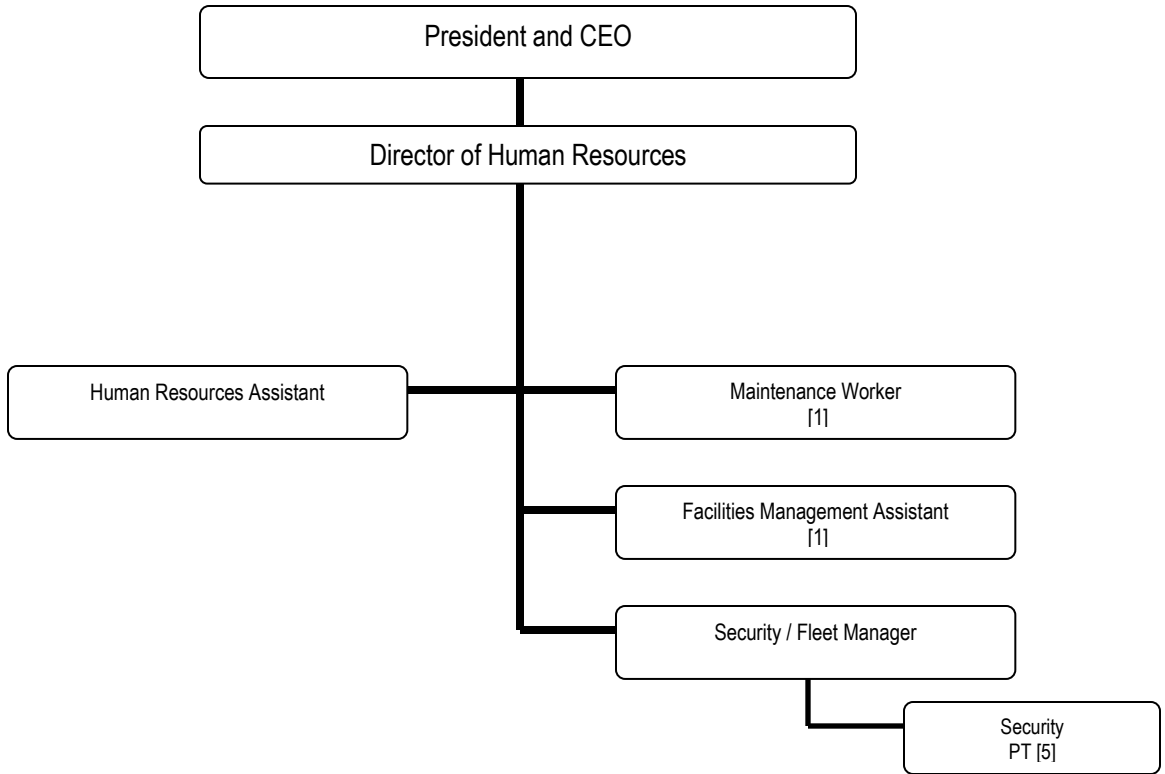 President and CEO
Director of Human Resources
Human Resources Assistant
Maintenance Worker
[1]
Facilities Management Assistant
[1]
Security / Fleet Manager
Security
PT [5]